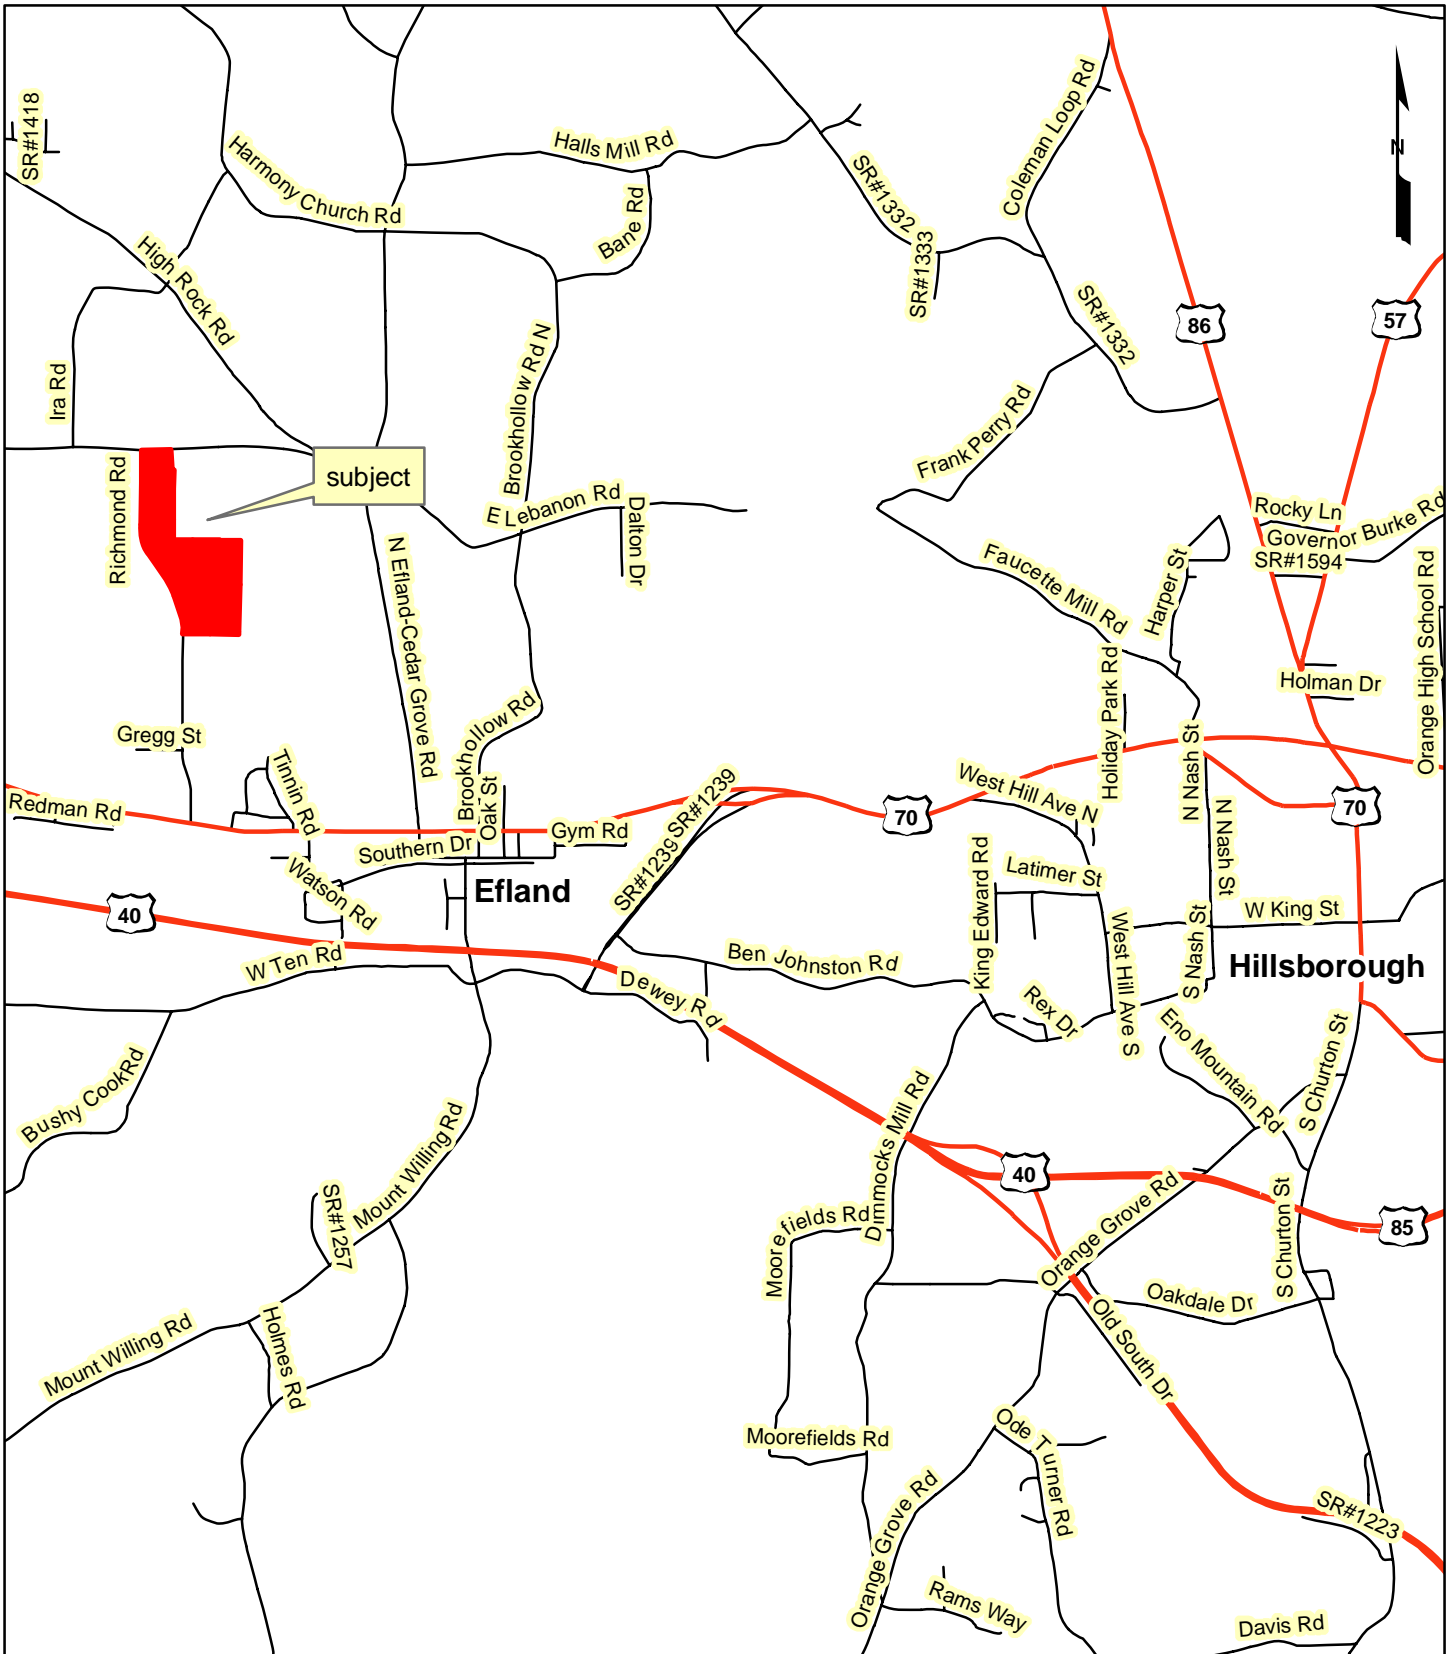 SR#1418
Harmony Church Rd
Halls Mill Rd
Bane Rd
SR#1332
SR#1333
Coleman Loop Rd
N
High Rock Rd
Ira Rd
Brookhollow Rd N
SR#1332
86
57
Frank Perry Rd
Richmond Rd
subject
E Lebanon Rd
Dalton Dr
Rocky Ln
Governor Burke Rd
SR#1594
N Efland-Cedar Grove Rd
Faucette Mill Rd
Harper St
Orange High School Rd
Holiday Park Rd
Holman Dr
Gregg St
Tinnin Rd
Brookhollow Rd
Oak St
SR#1239
SR#1239
West Hill Ave N
N Nash St
Redman Rd
70
70
Gym Rd
Southern Dr
Watson Rd
Efland
King Edward Rd
Latimer St
N Nash St
40
W King St
W Ten Rd
Ben Johnston Rd
West Hill Ave S
S Nash St
Hillsborough
Dewey Rd
Rex Dr
Eno Mountain Rd
S Churton St
Bushy Cook Rd
Mount Willing Rd
Dimmocks Mill Rd
40
SR#1257
Moorefields Rd
Orange Grove Rd
S Churton St
85
Mount Willing Rd
Holmes Rd
Oakdale Dr
Old South Dr
Moorefields Rd
Ode Turner Rd
Orange Grove Rd
SR#1223
Rams Way
Davis Rd